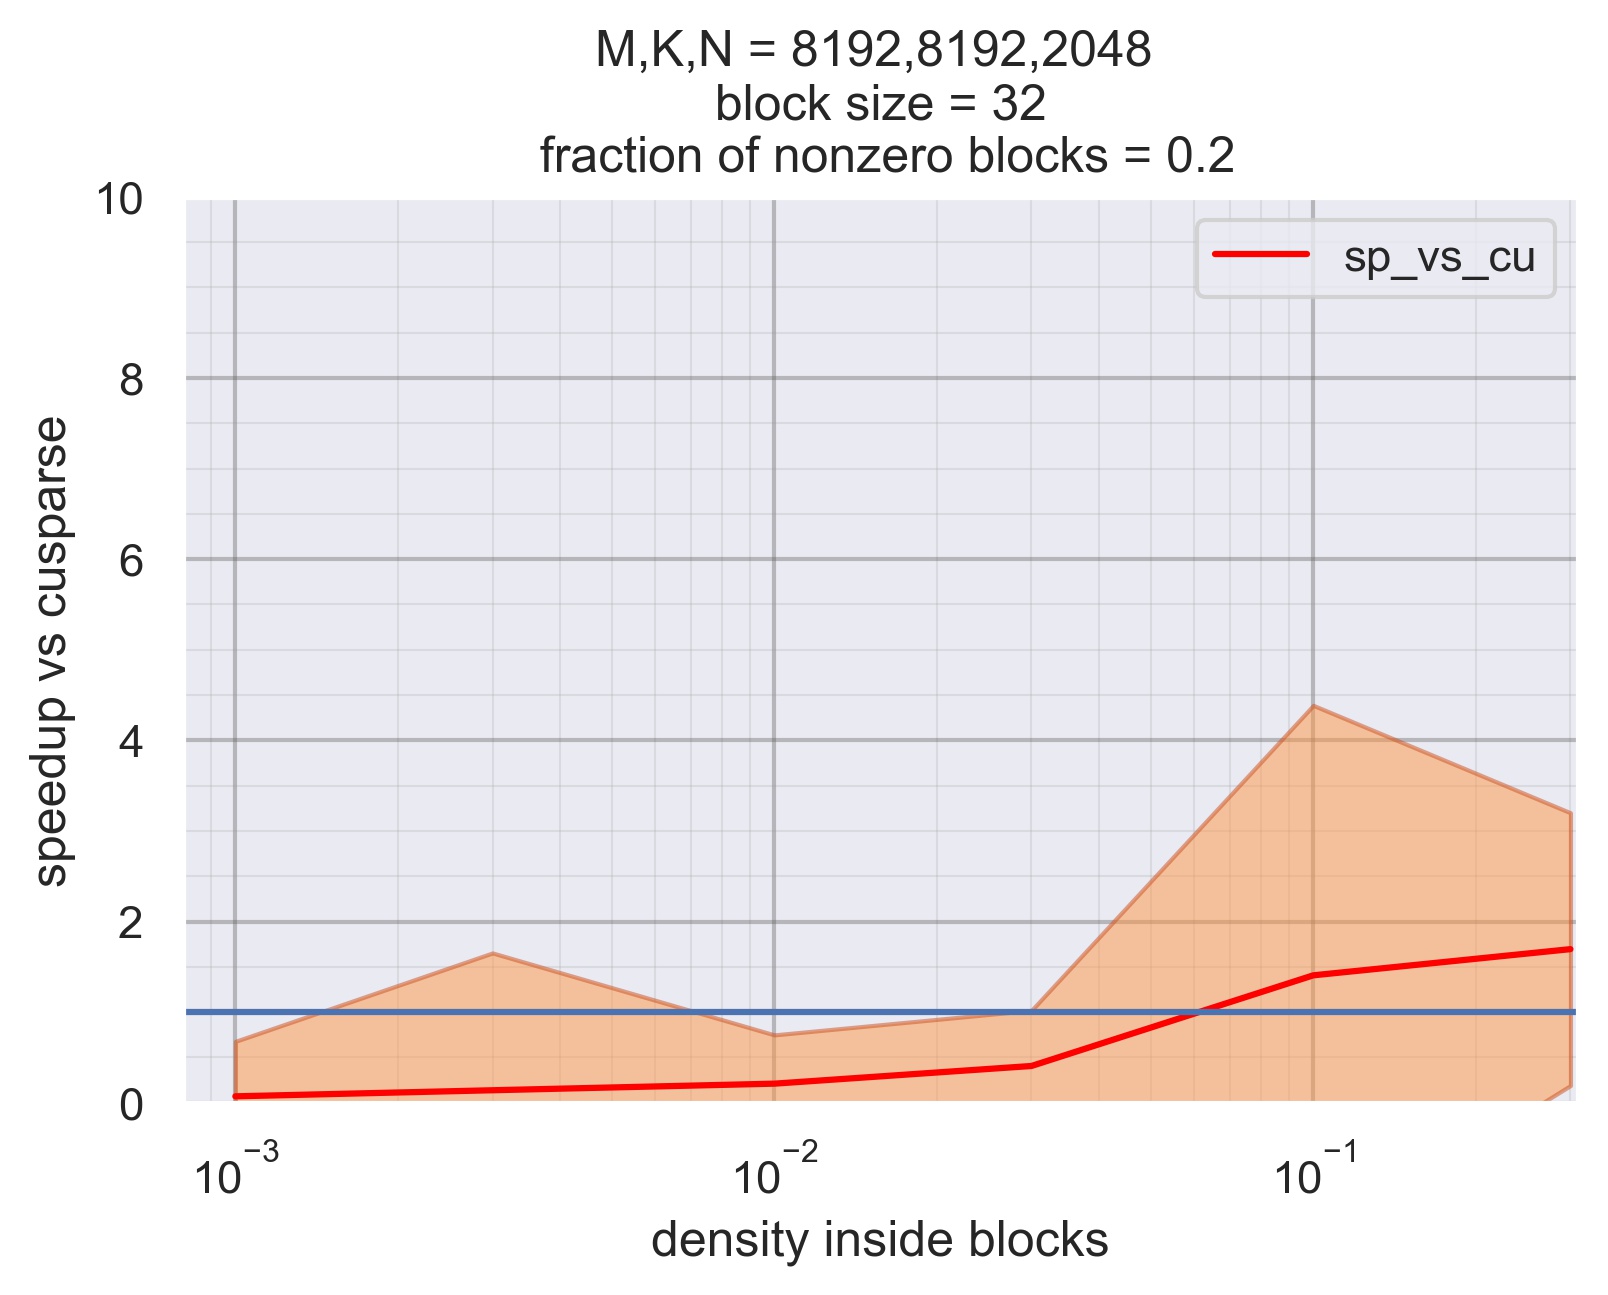 M,K,N = 8192,8192,2048
block size = 32
fraction of nonzero blocks = 0.2
sp_vs_cu
speedup vs cusparse
10
8
6
4
2
0
10⁻³
10⁻²
10⁻¹
density inside blocks